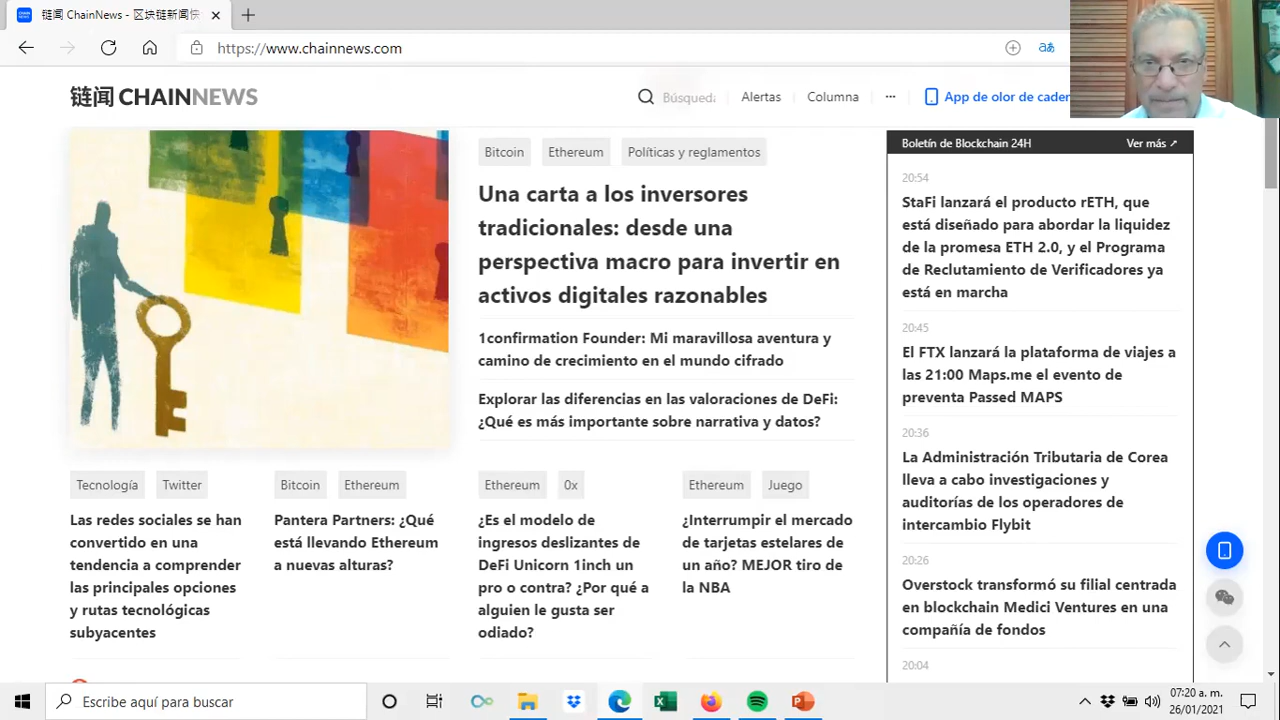 链闻 ChainNews - 区块链新闻快
https://www.chainnews.com
aあ
链闻 CHAINNEWS
Búsqued
Alertas
Columna
···
App de olor de cader
Bitcoin
Ethereum
Políticas y reglamentos
Una carta a los inversores
tradicionales: desde una
perspectiva macro para invertir en
activos digitales razonables
1confirmation Founder: Mi maravillosa aventura y
camino de crecimiento en el mundo cifrado
Explorar las diferencias en las valoraciones de DeFi:
¿Qué es más importante sobre narrativa y datos?
Tecnología
Twitter
Las redes sociales se han
convertido en una
tendencia a comprender
las principales opciones
y rutas tecnológicas
subyacentes
Bitcoin
Ethereum
Pantera Partners: ¿Qué
está llevando Ethereum
a nuevas alturas?
Ethereum
0x
¿Es el modelo de
ingresos deslizantes de
DeFi Unicorn 1inch un
pro o contra? ¿Por qué a
alguien le gusta ser
odiado?
Ethereum
Juego
¿Interrumpir el mercado
de tarjetas estelares de
un año? MEJOR tiro de
la NBA
Boletín de Blockchain 24H
Ver más ↗
20:54
StaFi lanzará el producto rETH, que
está diseñado para abordar la liquidez
de la promesa ETH 2.0, y el Programa
de Reclutamiento de Verificadores ya
está en marcha
20:45
El FTX lanzará la plataforma de viajes a
las 21:00 Maps.me el evento de
preventa Passed MAPS
20:36
La Administración Tributaria de Corea
lleva a cabo investigaciones y
auditorías de los operadores de
intercambio Flybit
20:26
Overstock transformó su filial centrada
en blockchain Medici Ventures en una
compañía de fondos
20:04
Escribe aquí para buscar
07:20 a. m.
26/01/2021